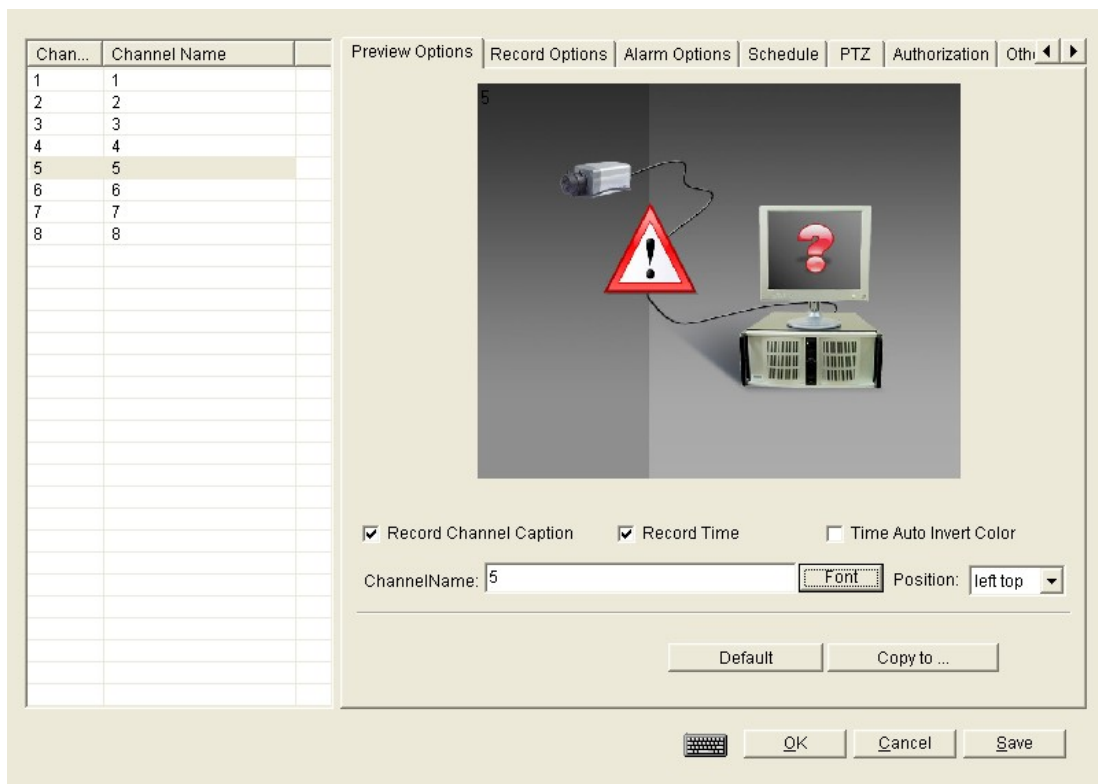 Chan... Channel Name
1 1
2 2
3 3
4 4
5 5
6 6
7 7
8 8
Preview Options Record Options Alarm Options Schedule PTZ Authorization Oth
5
Record Channel Caption Record Time Time Auto Invert Color
ChannelName: 5 Font Position: left top
Default Copy to ...
OK Cancel Save